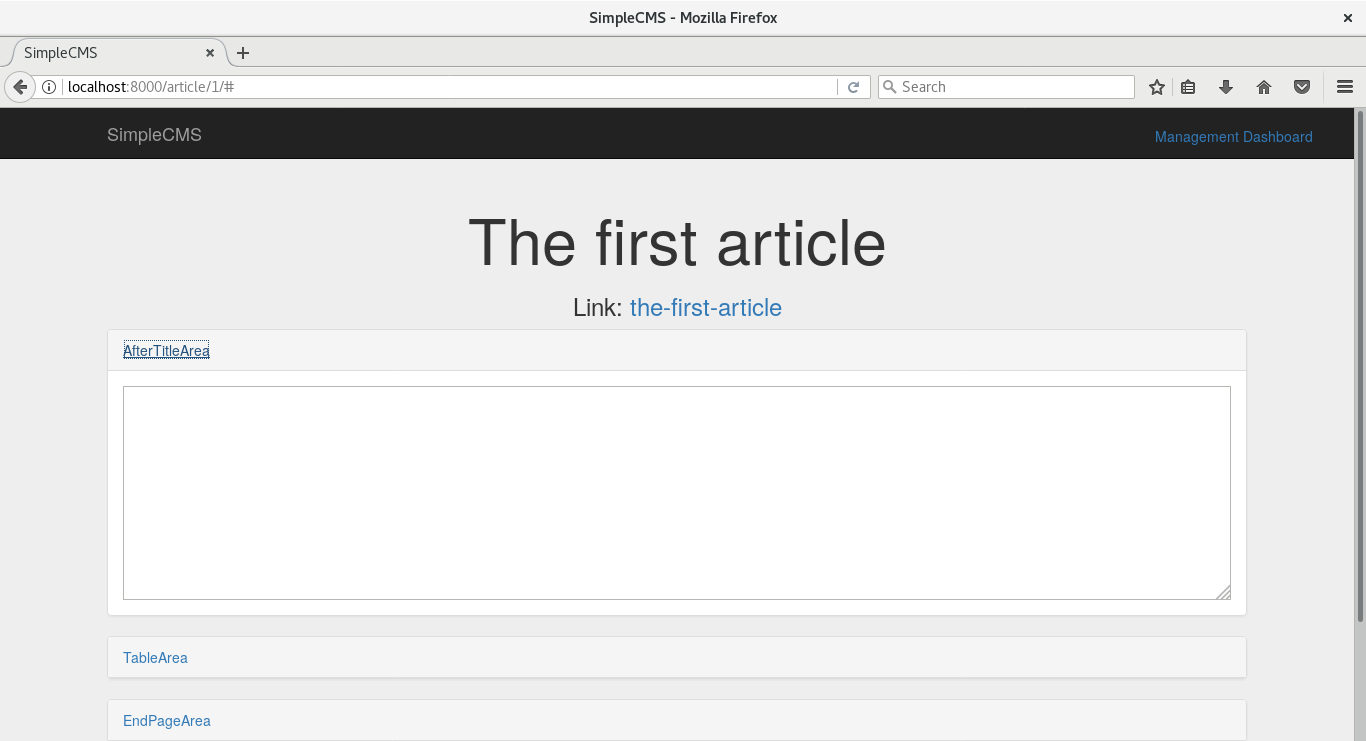 SimpleCMS - Mozilla Firefox
SimpleCMS
localhost:8000/article/1/#
Search
SimpleCMS
Management Dashboard
The first article
Link: the-first-article
AfterTitleArea
TableArea
EndPageArea